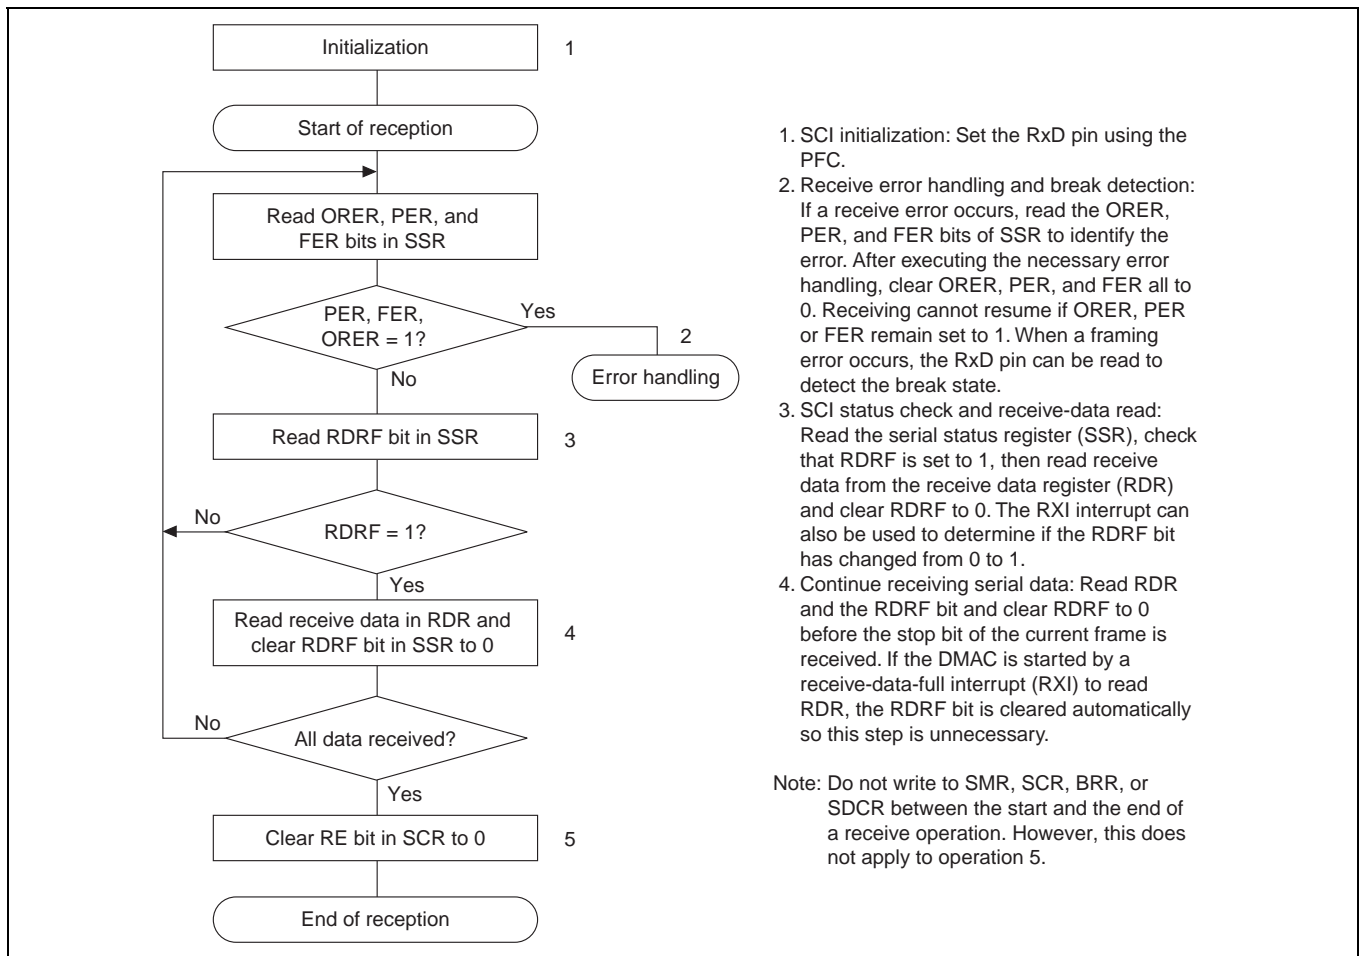 Initialization
1
Start of reception
Read ORER, PER, and
FER bits in SSR
PER, FER,
ORER = 1?
Yes
2
Error handling
No
Read RDRF bit in SSR
3
No
RDRF = 1?
Yes
Read receive data in RDR and
clear RDRF bit in SSR to 0
4
No
All data received?
Yes
Clear RE bit in SCR to 0
5
End of reception
1. SCI initialization: Set the RxD pin using the
PFC.
2. Receive error handling and break detection:
If a receive error occurs, read the ORER,
PER, and FER bits of SSR to identify the
error. After executing the necessary error
handling, clear ORER, PER, and FER all to
0. Receiving cannot resume if ORER, PER
or FER remain set to 1. When a framing
error occurs, the RxD pin can be read to
detect the break state.
3. SCI status check and receive-data read:
Read the serial status register (SSR), check
that RDRF is set to 1, then read receive
data from the receive data register (RDR)
and clear RDRF to 0. The RXI interrupt can
also be used to determine if the RDRF bit
has changed from 0 to 1.
4. Continue receiving serial data: Read RDR
and the RDRF bit and clear RDRF to 0
before the stop bit of the current frame is
received. If the DMAC is started by a
receive-data-full interrupt (RXI) to read
RDR, the RDRF bit is cleared automatically
so this step is unnecessary.
Note: Do not write to SMR, SCR, BRR, or
SDCR between the start and the end of
a receive operation. However, this does
not apply to operation 5.